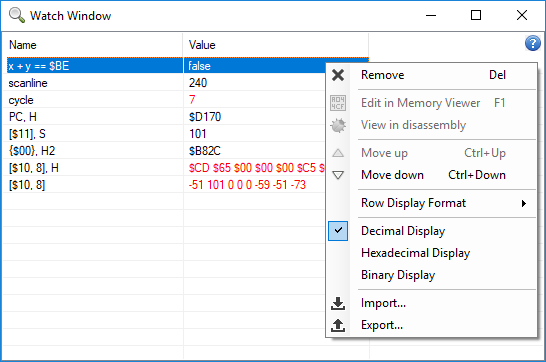 Watch Window
Name Value
x + y == $BE false
scanline 240
cycle 7
PC, H $D170
[$11], S 101
{$00}, H2 $B82C
[$10, 8], H $CD $65 $00 $00 $00 $C5 $
[$10, 8] -51 101 0 0 0 -59 -51 -73
Remove Del
Edit in Memory Viewer F1
View in disassembly
Move up Ctrl+Up
Move down Ctrl+Down
Row Display Format
Decimal Display
Hexadecimal Display
Binary Display
Import...
Export...